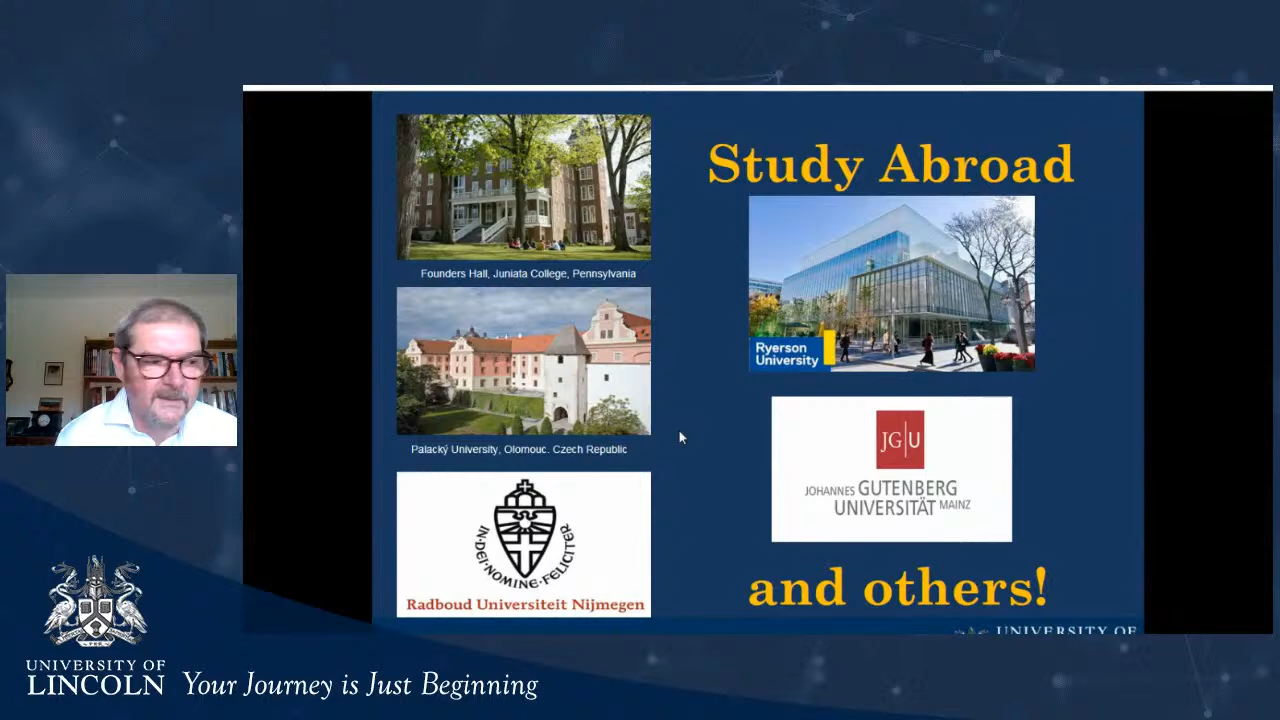 Study Abroad
Founders Hall, Juniata College, Pennsylvania
Ryerson
University
Palacký University, Olomouc. Czech Republic
JG|U
JOHANNES GUTENBERG
UNIVERSITÄT MAINZ
IN·DEI·NOMINE·FELICITER
Radboud Universiteit Nijmegen
and others!
UNIVERSITY OF
UNIVERSITY OF
LINCOLN
Your Journey is Just Beginning